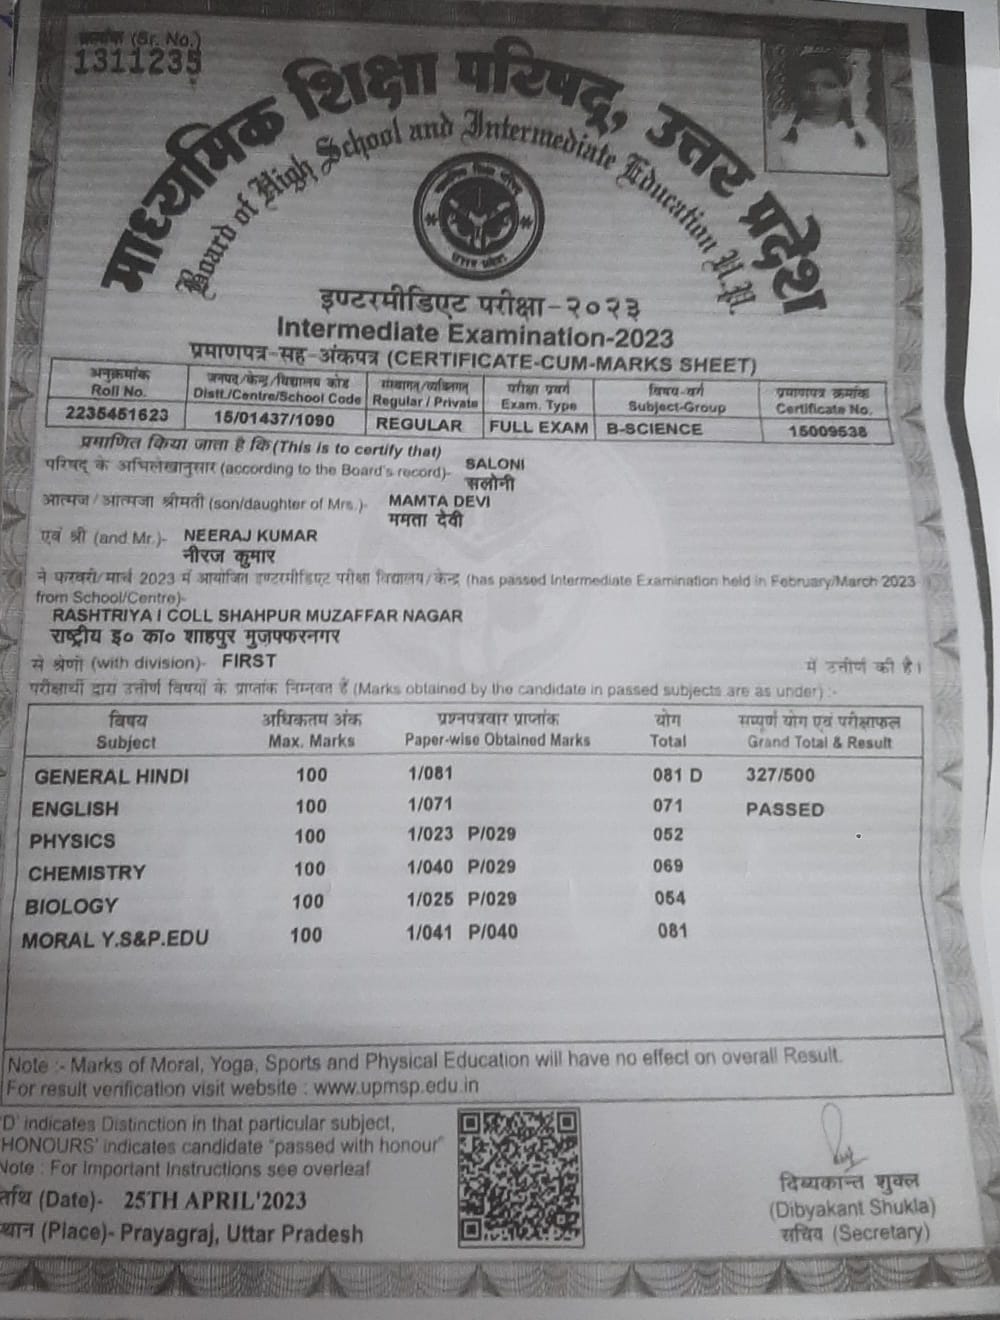 क्रमांक (Sr. No.)
1311235
माध्यमिक शिक्षा परिषद्, उत्तर प्रदेश
Board of High School and Intermediate Education U.P.
इण्टरमीडिएट परीक्षा-२०२३
Intermediate Examination-2023
प्रमाणपत्र-सह-अंकपत्र (CERTIFICATE-CUM-MARKS SHEET)
अनुक्रमांक जनपद/केन्द्र/विद्यालय कोड संस्थागत/व्यक्तिगत परीक्षा प्रवर्ग विषय-वर्ग प्रमाणपत्र क्रमांक
Roll No. Distt./Centre/School Code Regular / Private Exam. Type Subject-Group Certificate No.
2235451623 15/01437/1090 REGULAR FULL EXAM B-SCIENCE 15009538
प्रमाणित किया जाता है कि (This is to certify that)
परिषद् के अभिलेखानुसार (according to the Board's record)- SALONI
सलोनी
आत्मज/आत्मजा श्रीमती (son/daughter of Mrs.)- MAMTA DEVI
ममता देवी
एवं श्री (and Mr.)- NEERAJ KUMAR
नीरज कुमार
ने फरवरी/मार्च 2023 में आयोजित इण्टरमीडिएट परीक्षा विद्यालय/केन्द्र (has passed Intermediate Examination held in February/March 2023
from School/Centre)-
RASHTRIYA I COLL SHAHPUR MUZAFFAR NAGAR
राष्ट्रीय इ० का० शाहपुर मुजफ्फरनगर
से श्रेणी (with division)- FIRST में उत्तीर्ण की है।
परीक्षार्थी द्वारा उत्तीर्ण विषयों के प्राप्तांक निम्नवत हैं (Marks obtained by the candidate in passed subjects are as under) :-
विषय अधिकतम अंक प्रश्नपत्रवार प्राप्तांक योग सम्पूर्ण योग एवं परीक्षाफल
Subject Max. Marks Paper-wise Obtained Marks Total Grand Total & Result
GENERAL HINDI 100 1/081 081 D 327/500
ENGLISH 100 1/071 071 PASSED
PHYSICS 100 1/023 P/029 052
CHEMISTRY 100 1/040 P/029 069
BIOLOGY 100 1/025 P/029 054
MORAL Y.S&P.EDU 100 1/041 P/040 081
Note :- Marks of Moral, Yoga, Sports and Physical Education will have no effect on overall Result.
For result verification visit website : www.upmsp.edu.in
'D' indicates Distinction in that particular subject,
'HONOURS' indicates candidate "passed with honour"
Note : For Important Instructions see overleaf
तिथि (Date)- 25TH APRIL'2023
स्थान (Place)- Prayagraj, Uttar Pradesh
दिब्यकान्त शुक्ल
(Dibyakant Shukla)
सचिव (Secretary)